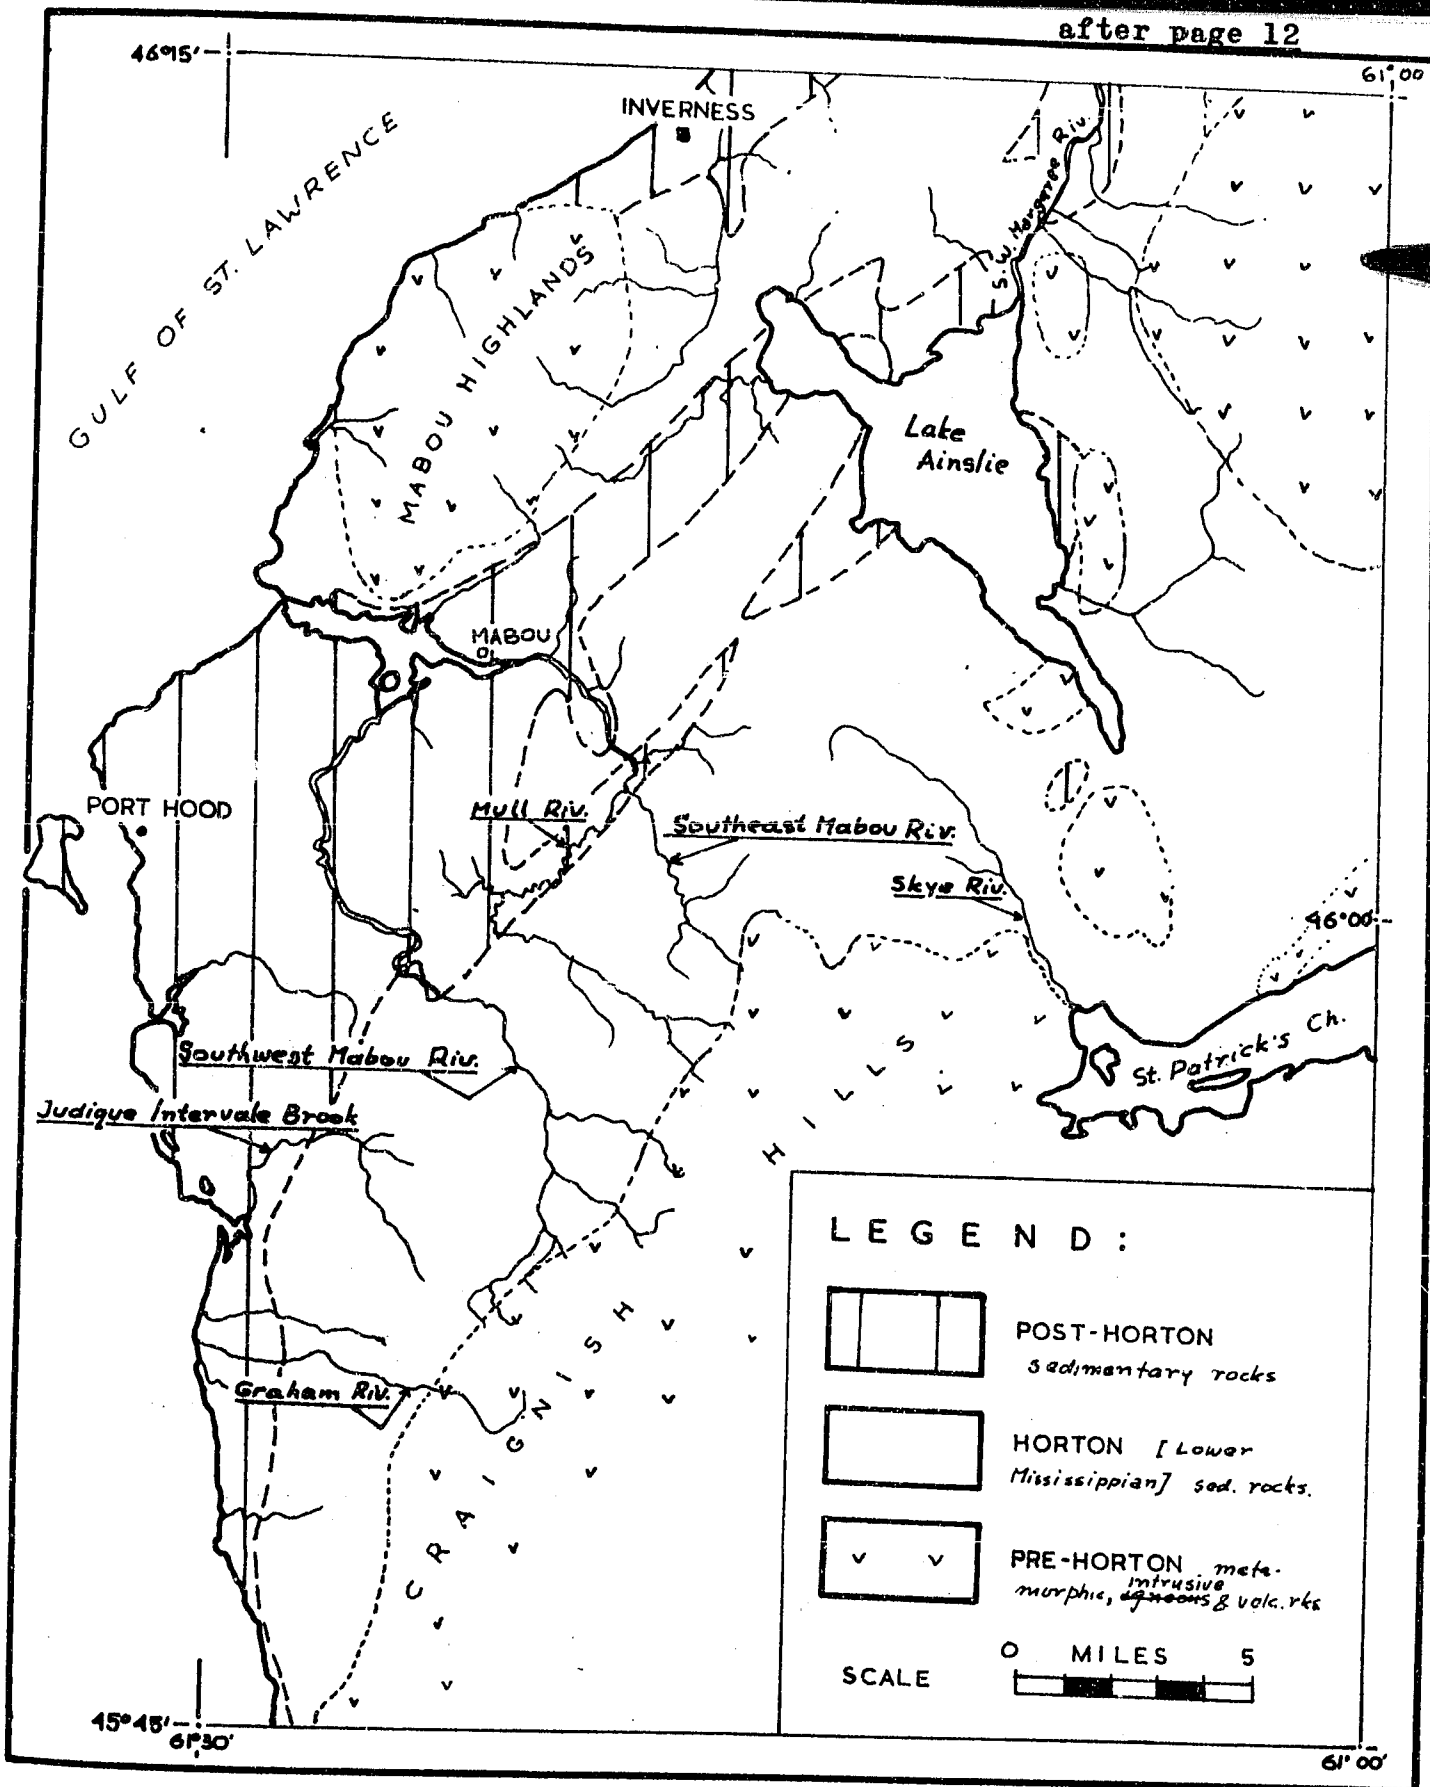 after page 12
46°15'
61°00
INVERNESS
GULF OF ST. LAWRENCE
S. W. Margaree Riv.
MABOU HIGHLANDS
Lake
Ainslie
MABOU
PORT HOOD
Mull Riv.
Southeast Mabou Riv.
Skye Riv.
46°00
St. Patrick's Ch.
Southwest Mabou Riv.
Judique Intervale Brook
Graham Riv.
CRAIGNISH HILLS
LEGEND:
POST-HORTON
sedimentary rocks
HORTON [Lower
Mississippian] sed. rocks.
PRE-HORTON meta-
intrusive
morphic, igneous & volc. rks
0 MILES 5
SCALE
45°45'
61°30'
61°00'